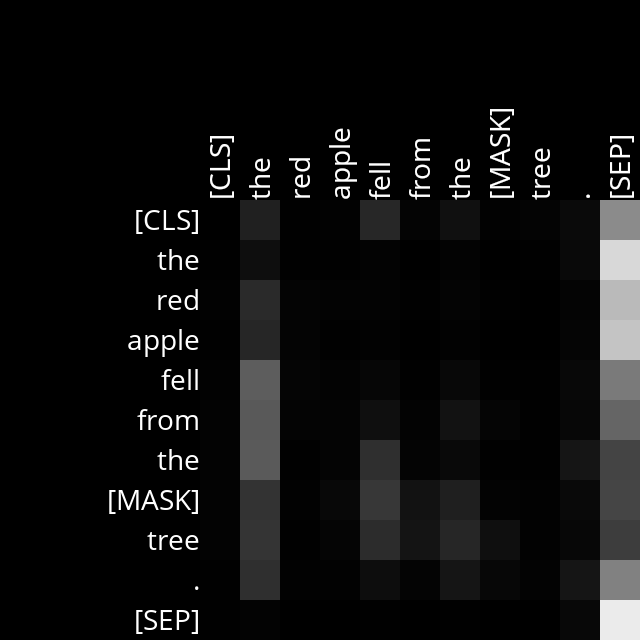 [CLS] the red apple fell from the [MASK] tree . [SEP]
[CLS]
the
red
apple
fell
from
the
[MASK]
tree
.
[SEP]